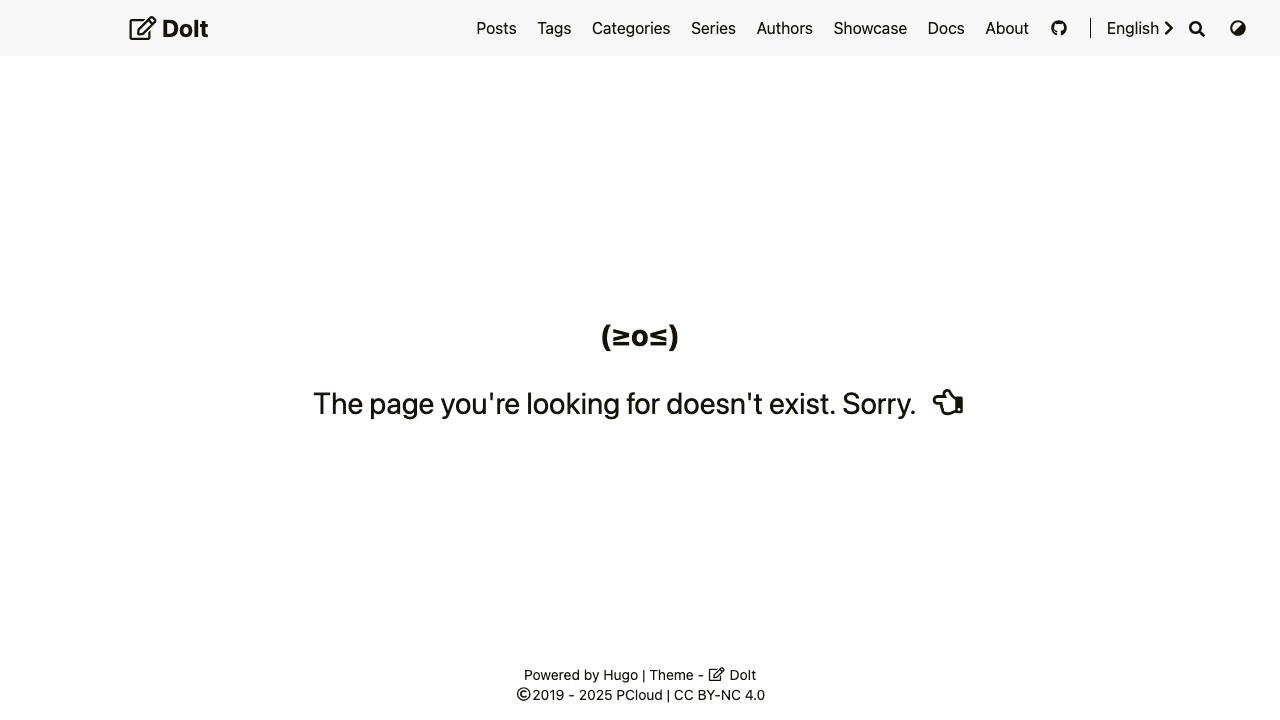 DoIt
Posts Tags Categories Series Authors Showcase Docs About English
(≥o≤)
The page you're looking for doesn't exist. Sorry.
Powered by Hugo | Theme - DoIt
©2019 - 2025 PCloud | CC BY-NC 4.0